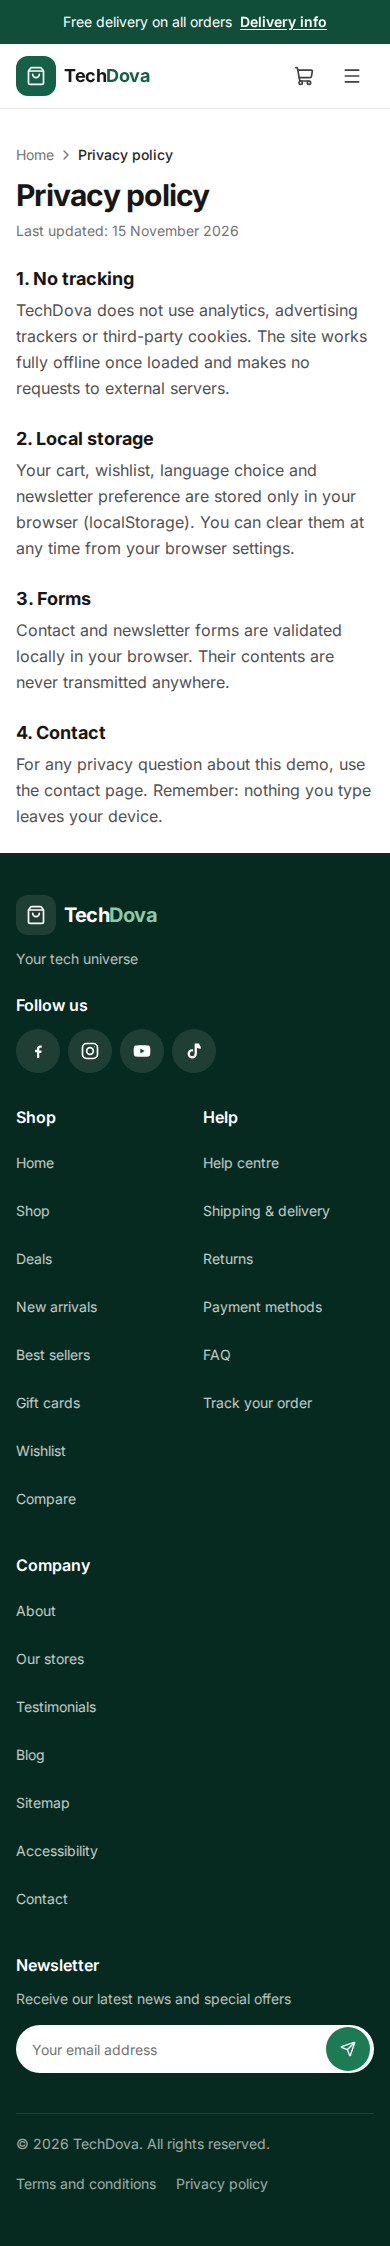 Free delivery on all orders Delivery info
TechDova
Home > Privacy policy
Privacy policy
Last updated: 15 November 2026
1. No tracking
TechDova does not use analytics, advertising
trackers or third-party cookies. The site works
fully offline once loaded and makes no
requests to external servers.
2. Local storage
Your cart, wishlist, language choice and
newsletter preference are stored only in your
browser (localStorage). You can clear them at
any time from your browser settings.
3. Forms
Contact and newsletter forms are validated
locally in your browser. Their contents are
never transmitted anywhere.
4. Contact
For any privacy question about this demo, use
the contact page. Remember: nothing you type
leaves your device.
TechDova
Your tech universe
Follow us
Shop
Home
Shop
Deals
New arrivals
Best sellers
Gift cards
Wishlist
Compare
Help
Help centre
Shipping & delivery
Returns
Payment methods
FAQ
Track your order
Company
About
Our stores
Testimonials
Blog
Sitemap
Accessibility
Contact
Newsletter
Receive our latest news and special offers
Your email address
© 2026 TechDova. All rights reserved.
Terms and conditions Privacy policy